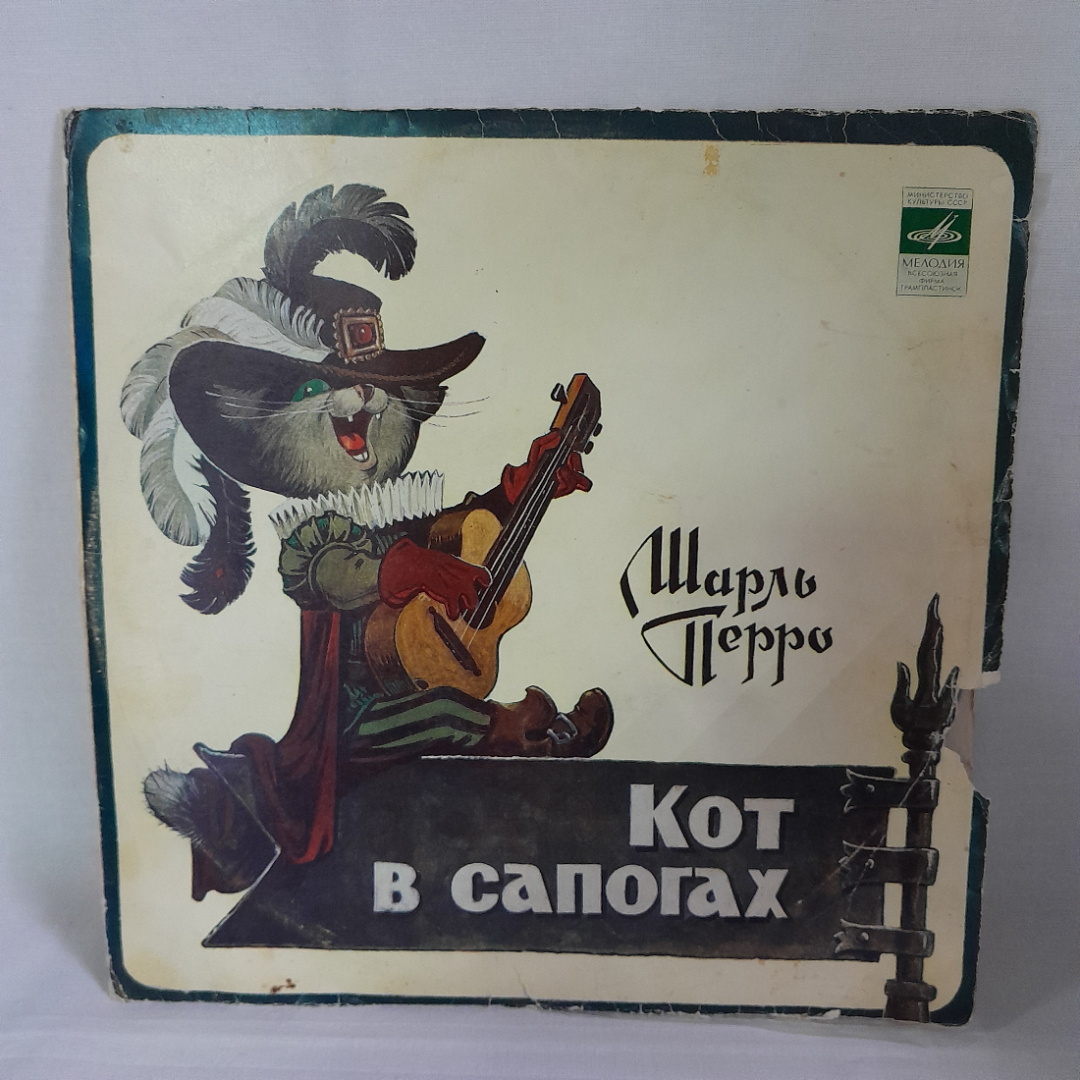 МИНИСТЕРСТВО
КУЛЬТУРЫ СССР
МЕЛОДИЯ
ВСЕСОЮЗНАЯ
ФИРМА
ГРАМПЛАСТИНОК
Шарль
Перро
Кот
в сапогах